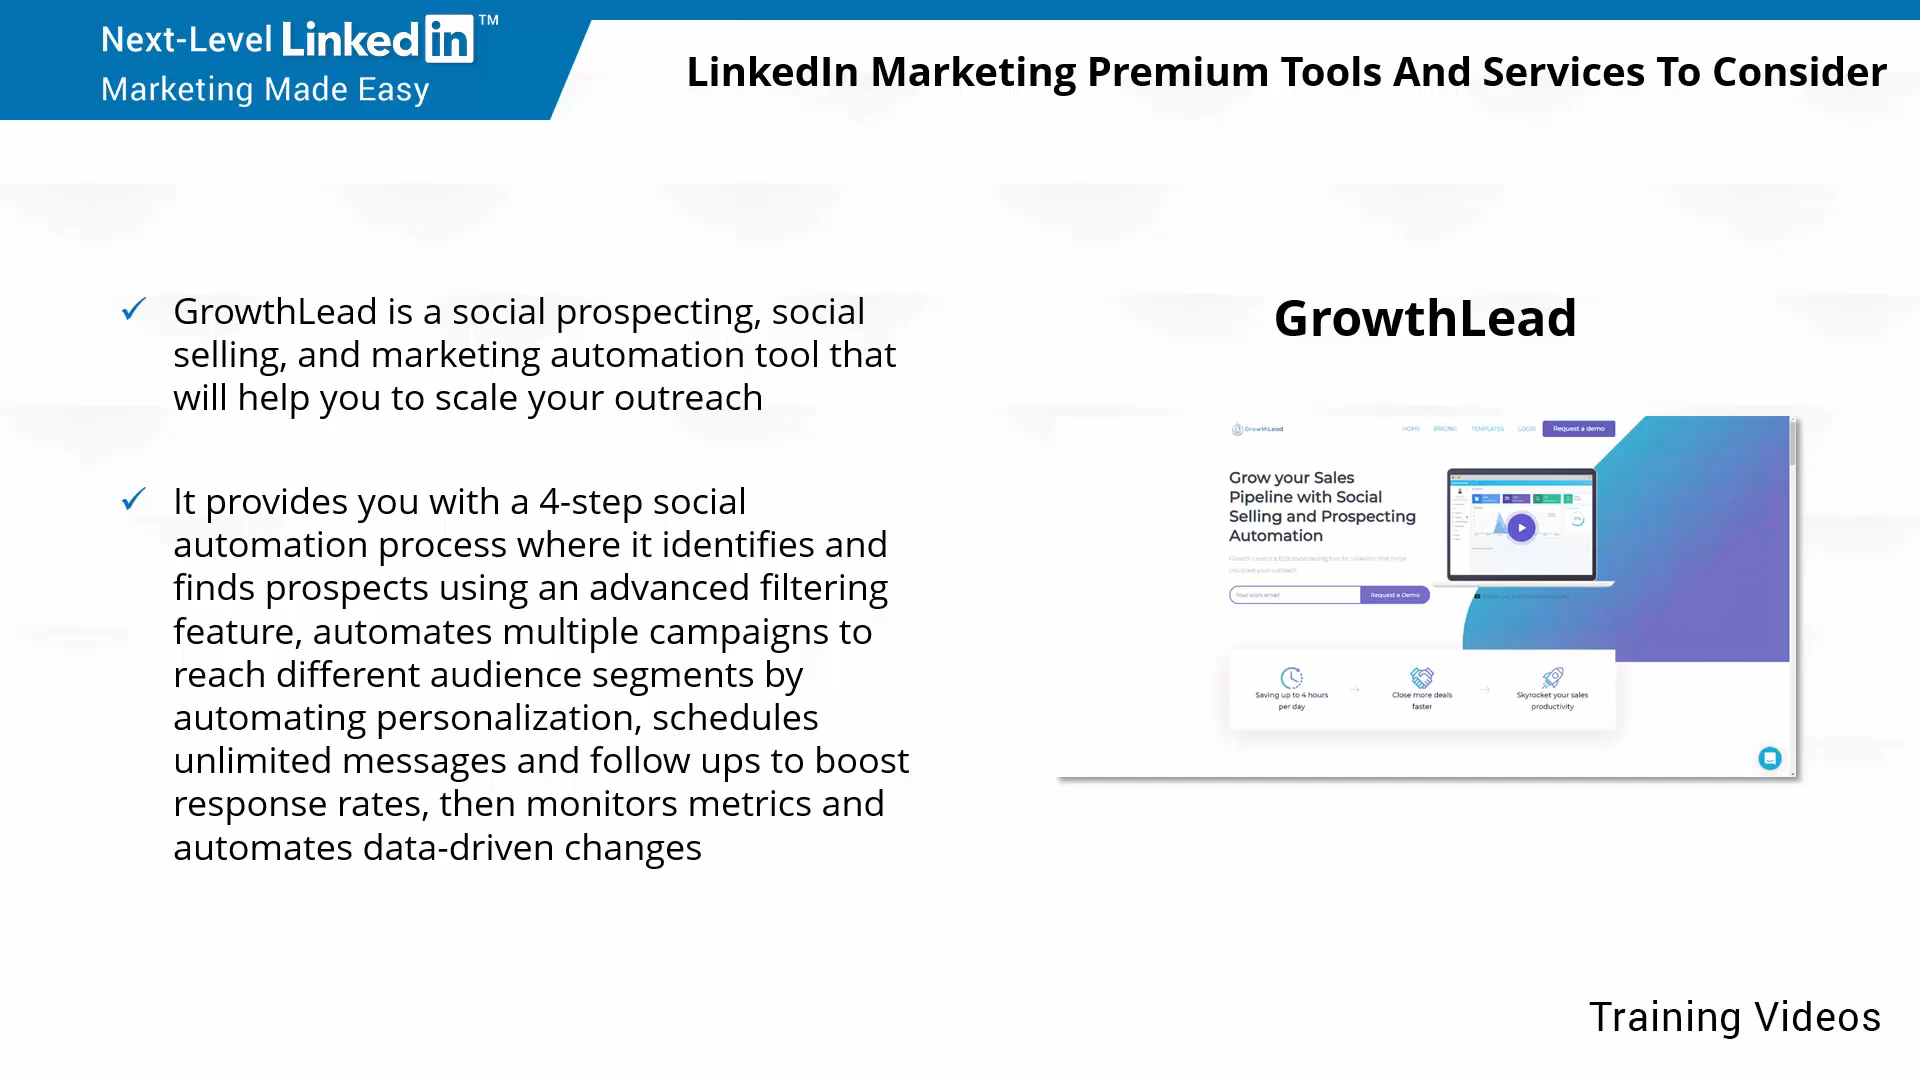 Next-Level Linked in™
Marketing Made Easy
LinkedIn Marketing Premium Tools And Services To Consider
GrowthLead is a social prospecting, social
selling, and marketing automation tool that
will help you to scale your outreach
It provides you with a 4-step social
automation process where it identifies and
finds prospects using an advanced filtering
feature, automates multiple campaigns to
reach different audience segments by
automating personalization, schedules
unlimited messages and follow ups to boost
response rates, then monitors metrics and
automates data-driven changes
GrowthLead
GrowthLead
HOME PRICING TEMPLATES LOGIN Request a demo
Grow your Sales
Pipeline with Social
Selling and Prospecting
Automation
you scale your outreach
Your work email Request a Demo
Saving up to 4 hours
per day
Close more deals
faster
Skyrocket your sales
productivity
Training Videos